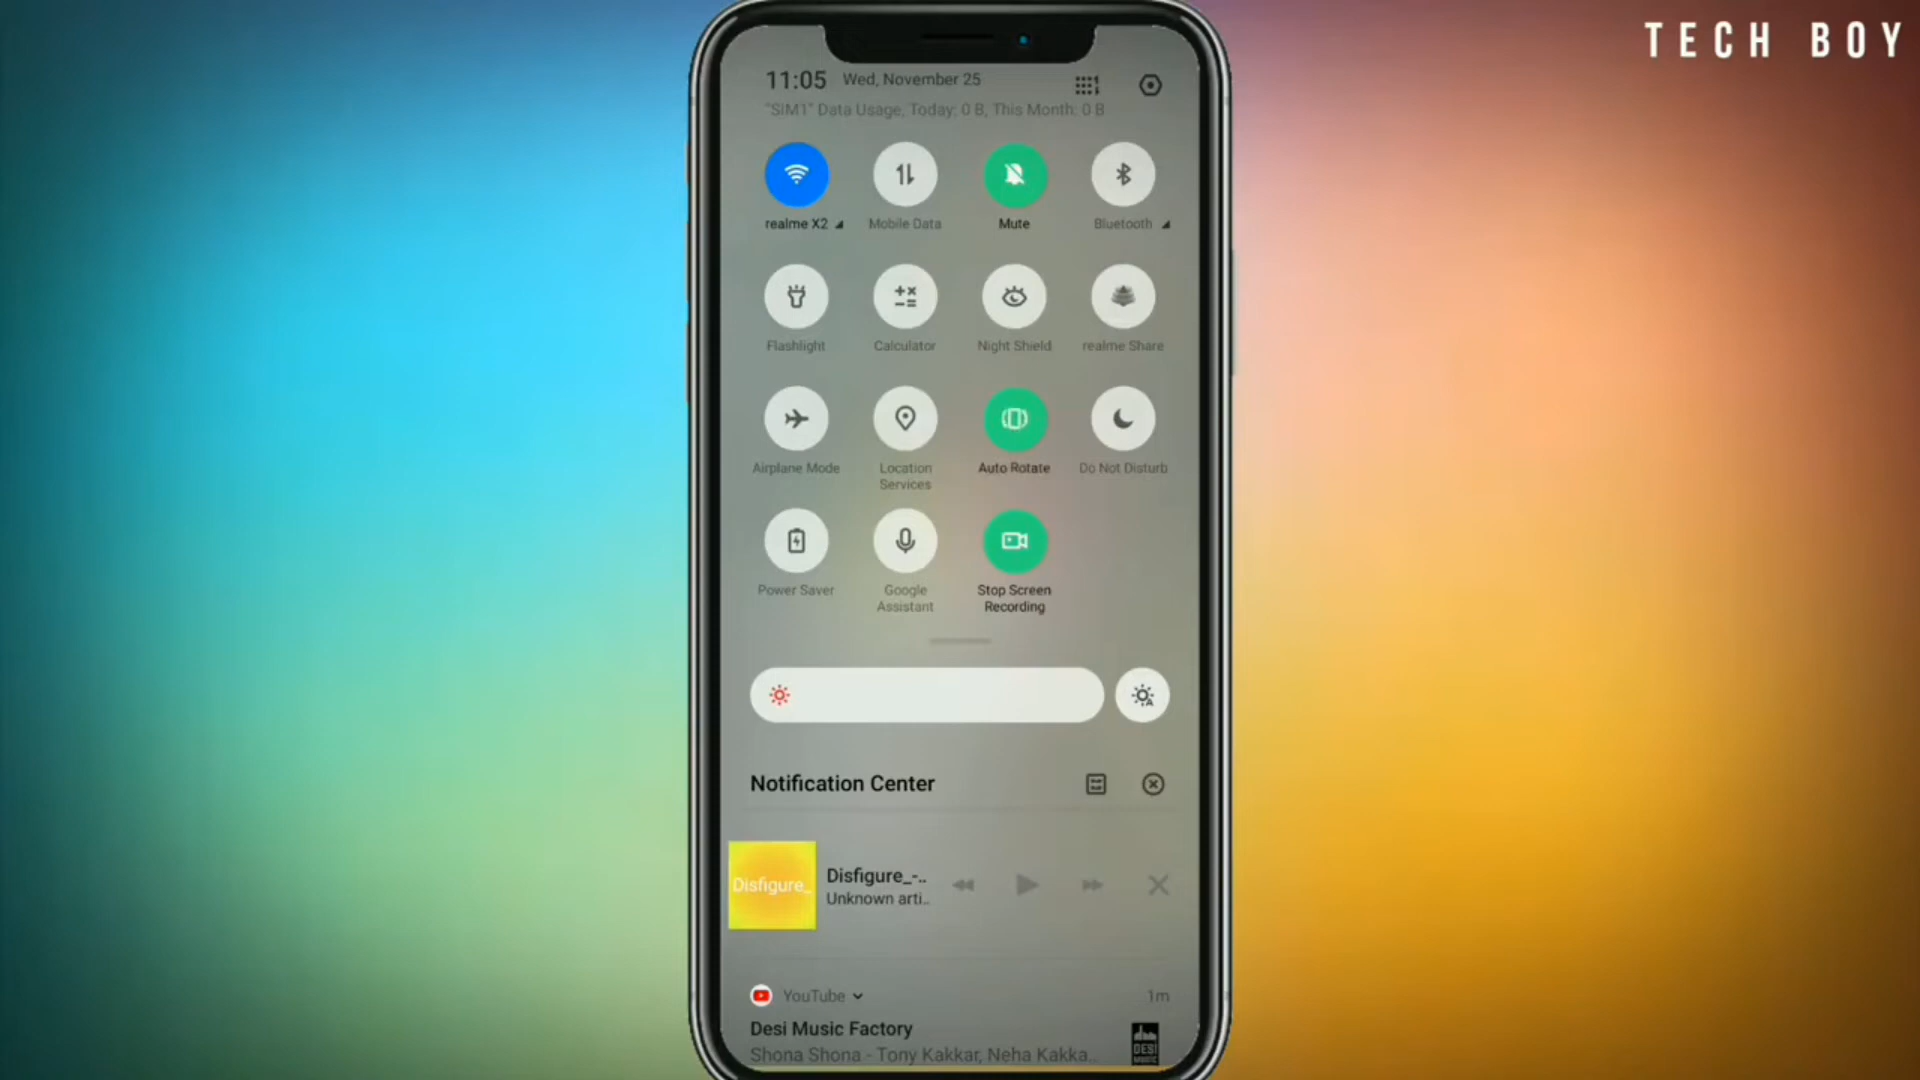 TECH BOY
11:05 Wed, November 25
"SIM1" Data Usage, Today: 0 B, This Month: 0 B
realme X2 Mobile Data Mute Bluetooth
Flashlight Calculator Night Shield realme Share
Airplane Mode Location Services Auto Rotate Do Not Disturb
Power Saver Google Assistant Stop Screen Recording
Notification Center
Disfigure_
Disfigure_-..
Unknown arti..
YouTube 1m
Desi Music Factory
Shona Shona - Tony Kakkar, Neha Kakka..
DESI
MUSIC